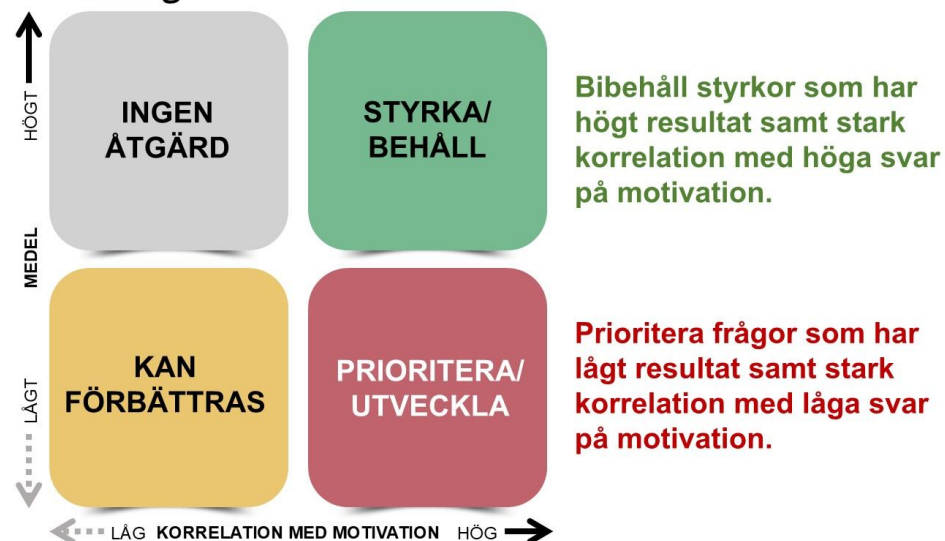 HÖGT
MEDEL
LÅGT
INGEN
ÅTGÄRD
STYRKA/
BEHÅLL
Bibehåll styrkor som har
högt resultat samt stark
korrelation med höga svar
på motivation.
KAN
FÖRBÄTTRAS
PRIORITERA/
UTVECKLA
Prioritera frågor som har
lågt resultat samt stark
korrelation med låga svar
på motivation.
LÅG KORRELATION MED MOTIVATION HÖG